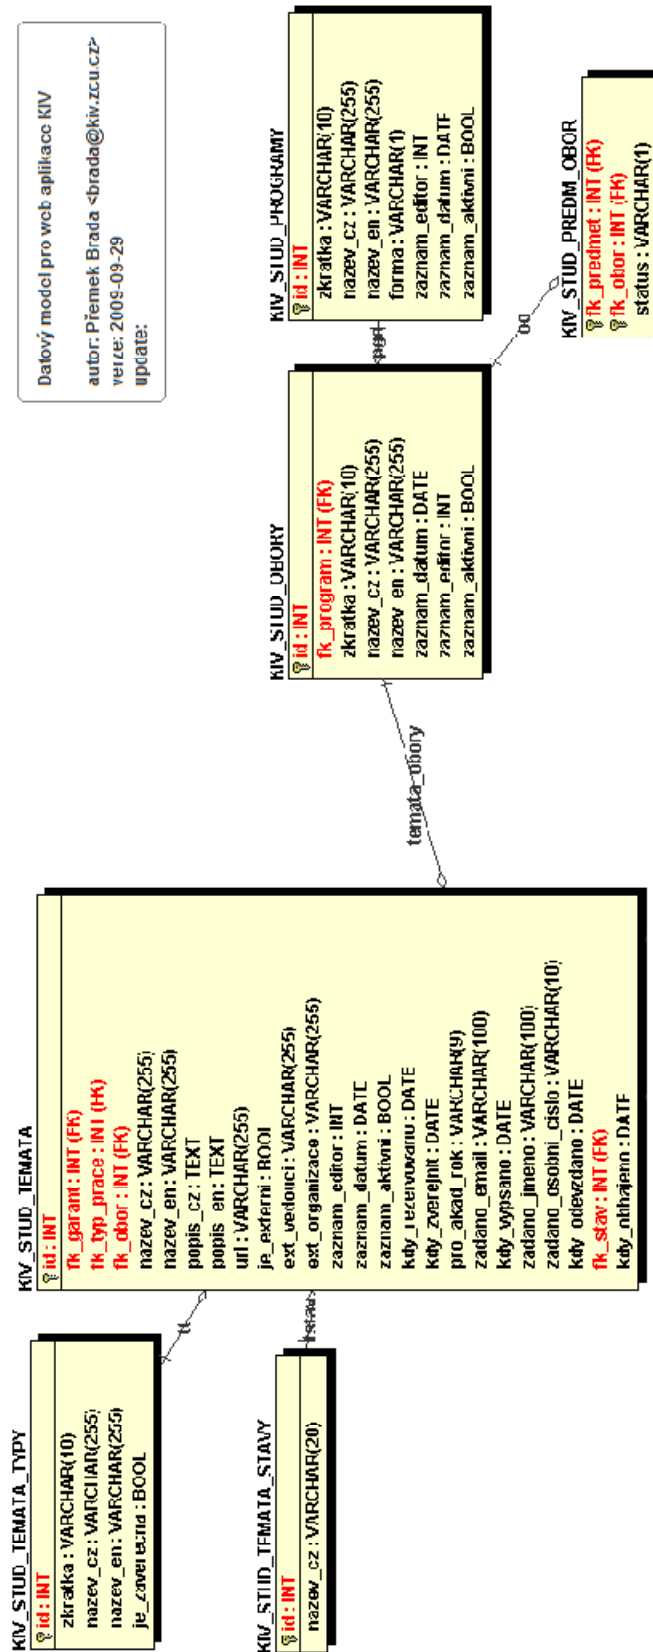 Datový model pro web aplikace KIV
autor: Přemek Brada <brada@kiv.zcu.cz>
verze: 2009-09-29
update:
KIV_STUD_TEMATA_TYPY
id : INT
zkratka : VARCHAR(10)
nazev_cz : VARCHAR(255)
nazev_en : VARCHAR(255)
je_zaverecna : BOOL
KIV_STUD_TEMATA_STAVY
id : INT
nazev_cz : VARCHAR(20)
tt
tstav
KIV_STUD_TEMATA
id : INT
fk_garant : INT (FK)
fk_typ_prace : INT (FK)
fk_obor : INT (FK)
nazev_cz : VARCHAR(255)
nazev_en : VARCHAR(255)
popis_cz : TEXT
popis_en : TEXT
url : VARCHAR(255)
je_externi : BOOL
ext_vedouci : VARCHAR(255)
ext_organizace : VARCHAR(255)
zaznam_editor : INT
zaznam_datum : DATE
zaznam_aktivni : BOOL
kdy_rezervovano : DATE
kdy_zverejnit : DATE
pro_akad_rok : VARCHAR(9)
zadano_email : VARCHAR(100)
kdy_vypsano : DATE
zadano_jmeno : VARCHAR(100)
zadano_osobni_cislo : VARCHAR(10)
kdy_odevzdano : DATE
fk_stav : INT (FK)
kdy_obhajeno : DATE
temata_obory
KIV_STUD_OBORY
id : INT
fk_program : INT (FK)
zkratka : VARCHAR(10)
nazev_cz : VARCHAR(255)
nazev_en : VARCHAR(255)
zaznam_datum : DATE
zaznam_editor : INT
zaznam_aktivni : BOOL
KIV_STUD_PROGRAMY
id : INT
zkratka : VARCHAR(10)
nazev_cz : VARCHAR(255)
nazev_en : VARCHAR(255)
forma : VARCHAR(1)
zaznam_editor : INT
zaznam_datum : DATE
zaznam_aktivni : BOOL
KIV_STUD_PREDM_OBOR
fk_predmet : INT (FK)
fk_obor : INT (FK)
status : VARCHAR(1)